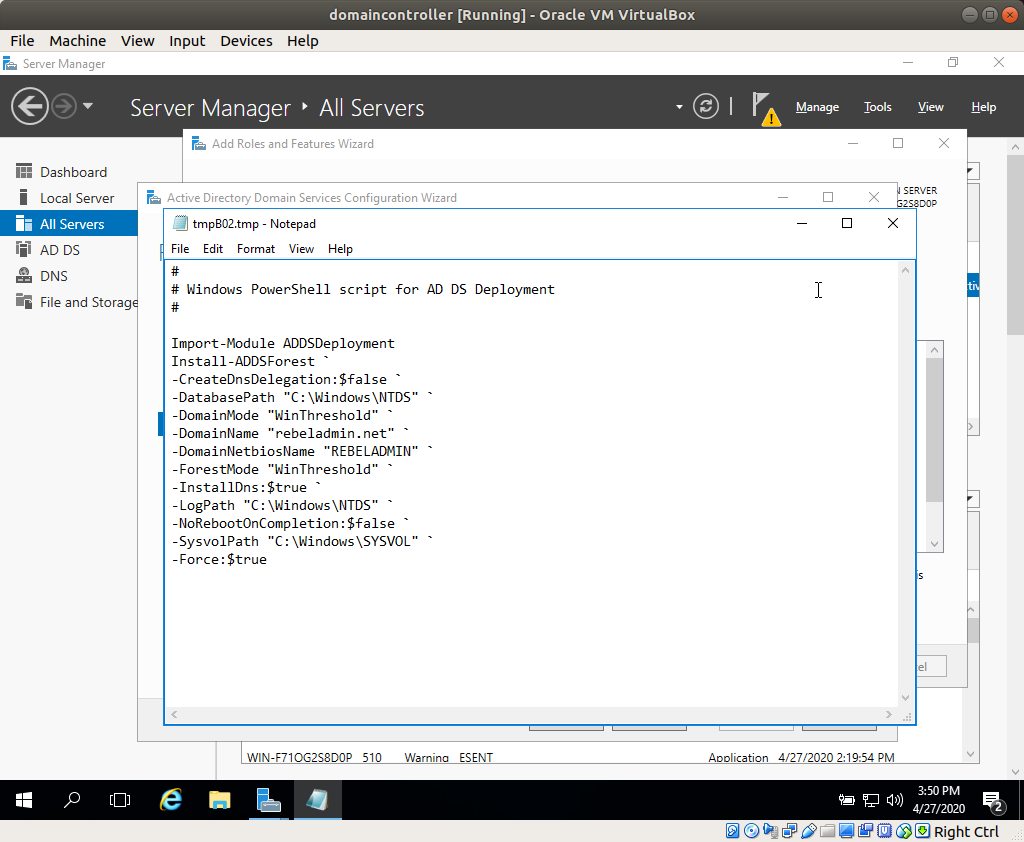 domaincontroller [Running] - Oracle VM VirtualBox
File Machine View Input Devices Help
Server Manager
Server Manager ‣ All Servers
Manage Tools View Help
Add Roles and Features Wizard
Dashboard
Local Server
All Servers
AD DS
DNS
File and Storage
Active Directory Domain Services Configuration Wizard
N SERVER
G2S8D0P
tmpB02.tmp - Notepad
File Edit Format View Help
#
# Windows PowerShell script for AD DS Deployment
#
Import-Module ADDSDeployment
Install-ADDSForest `
-CreateDnsDelegation:$false `
-DatabasePath "C:\Windows\NTDS" `
-DomainMode "WinThreshold" `
-DomainName "rebeladmin.net" `
-DomainNetbiosName "REBELADMIN" `
-ForestMode "WinThreshold" `
-InstallDns:$true `
-LogPath "C:\Windows\NTDS" `
-NoRebootOnCompletion:$false `
-SysvolPath "C:\Windows\SYSVOL" `
-Force:$true
WIN-F71OG2S8D0P 510 Warning ESENT Application 4/27/2020 2:19:54 PM
3:50 PM
4/27/2020
2
Right Ctrl